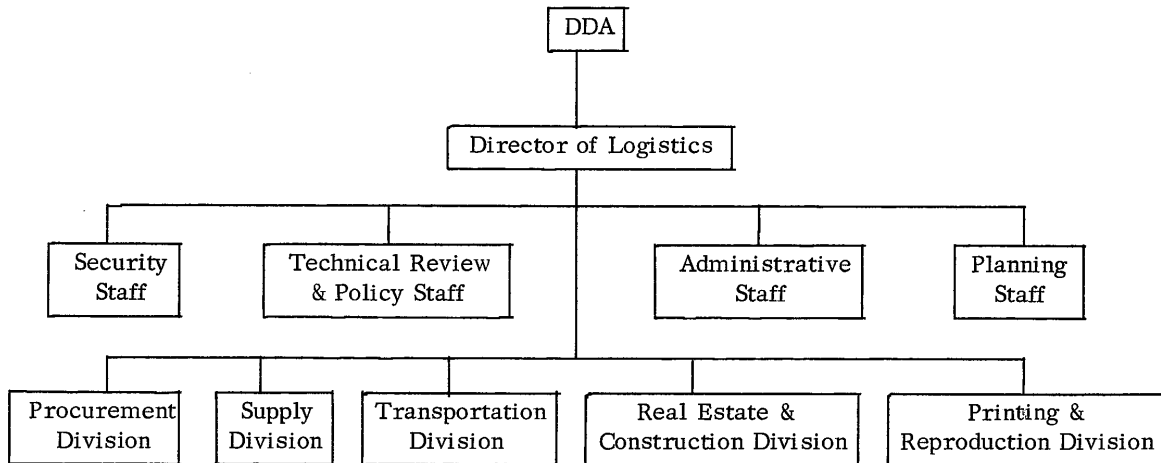 DDA
Director of Logistics
Security
Staff
Technical Review
& Policy Staff
Administrative
Staff
Planning
Staff
Procurement
Division
Supply
Division
Transportation
Division
Real Estate &
Construction Division
Printing &
Reproduction Division